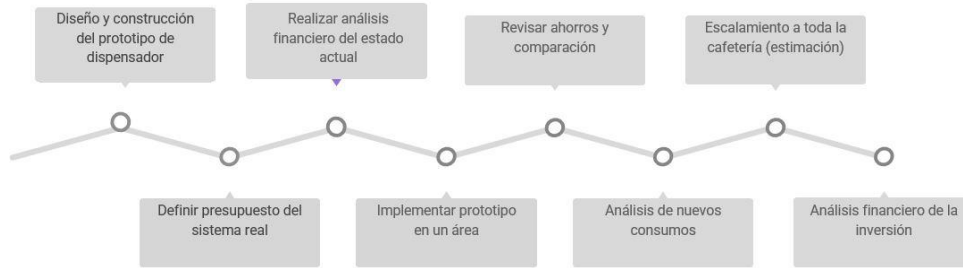 Diseño y construcción
del prototipo de
dispensador
Realizar análisis
financiero del estado
actual
Revisar ahorros y
comparación
Escalamiento a toda la
cafetería (estimación)
Definir presupuesto del
sistema real
Implementar prototipo
en un área
Análisis de nuevos
consumos
Análisis financiero de la
inversión